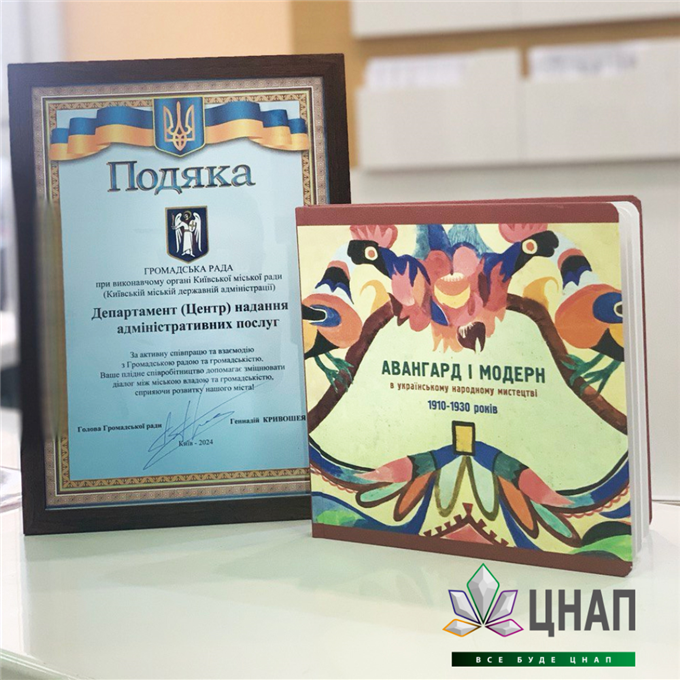 Подяка
ГРОМАДСЬКА РАДА
при виконавчому органі Київської міської ради
(Київській міській державній адміністрації)
Департамент (Центр) надання
адміністративних послуг
За активну співпрацю та взаємодію
з Громадською радою та громадськістю.
Ваше плідне співробітництво допомагає зміцнювати
діалог між міською владою та громадськістю,
сприяючи розвитку нашого міста!
Голова Громадської ради Геннадій КРИВОШЕЯ
Київ - 2024
АВАНГАРД І МОДЕРН
в українському народному мистецтві
1910-1930 років
ЦНАП
ВСЕ БУДЕ ЦНАП